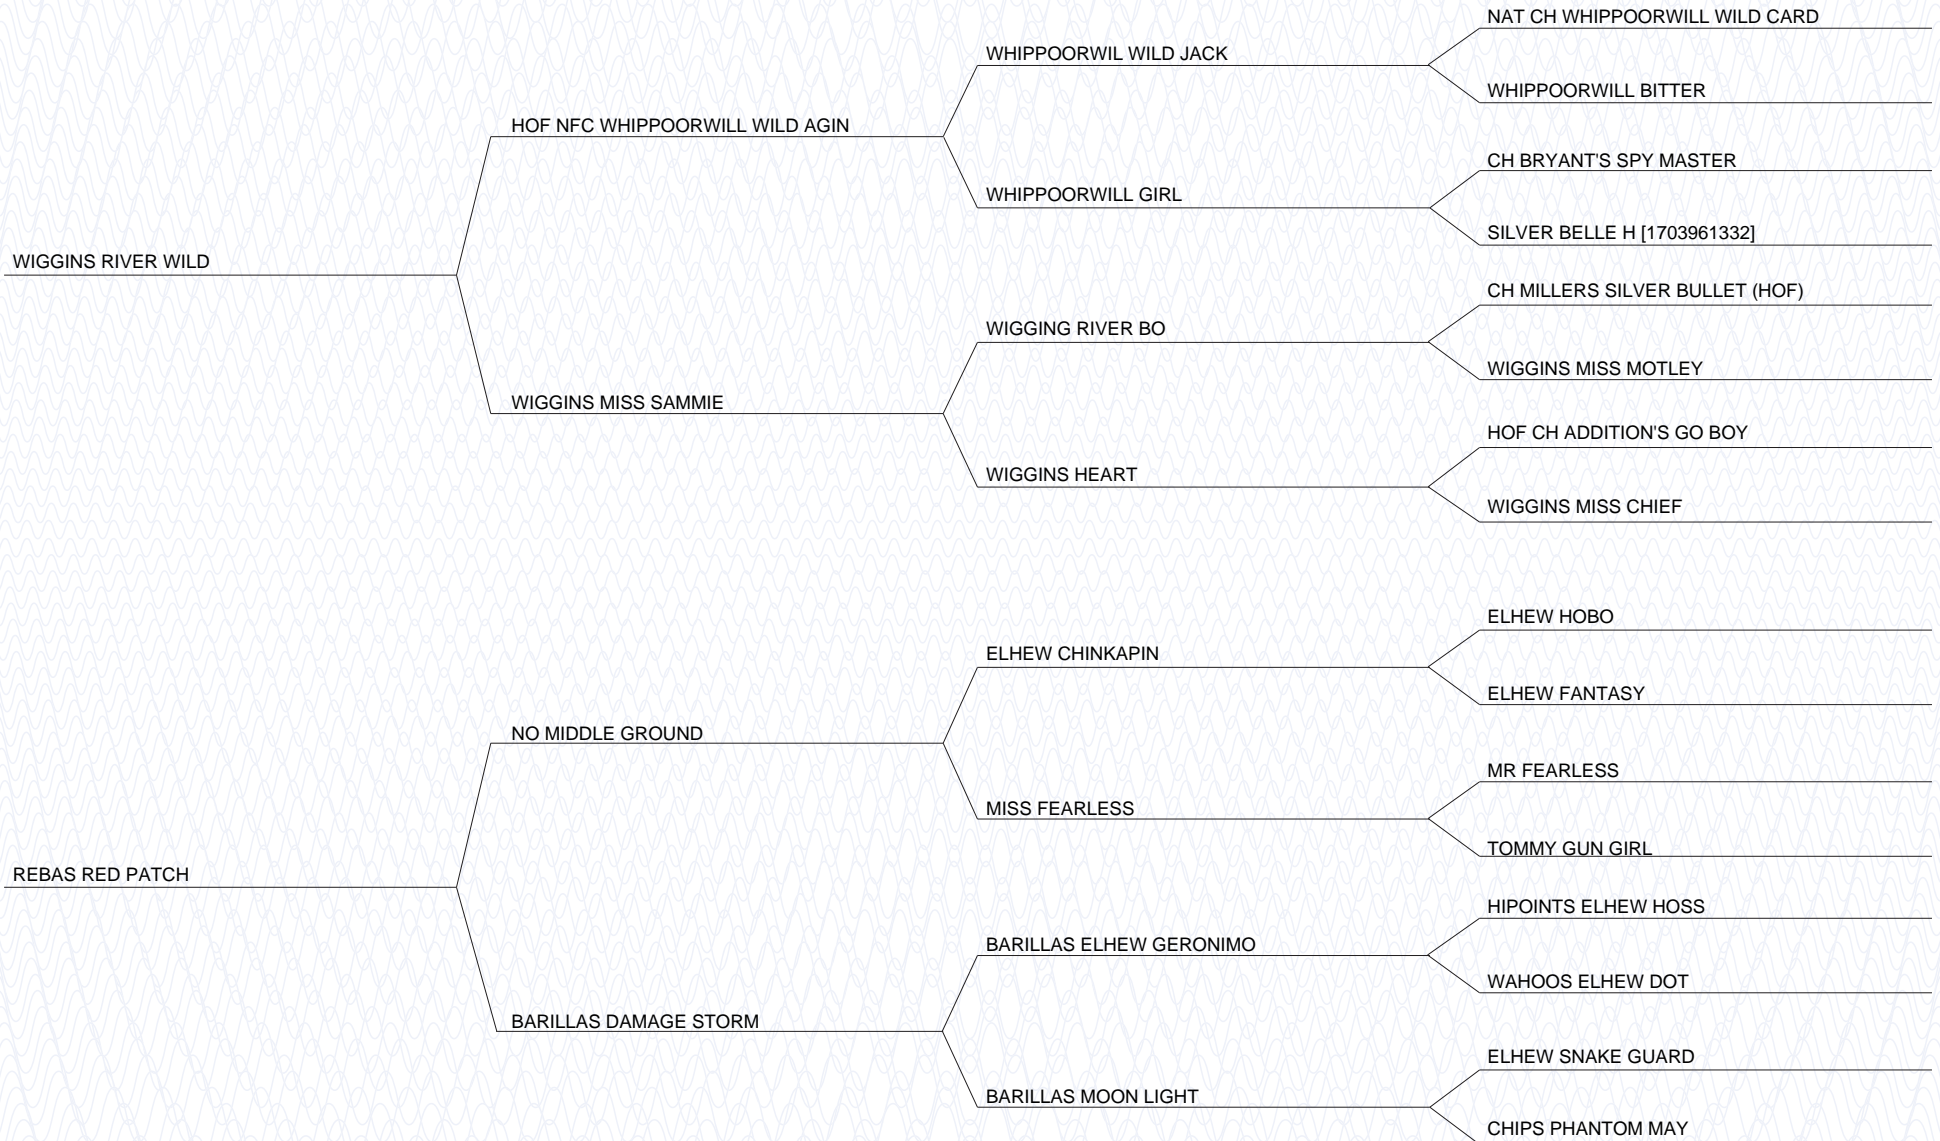 NAT CH WHIPPOORWILL WILD CARD
WHIPPOORWIL WILD JACK
WHIPPOORWILL BITTER
HOF NFC WHIPPOORWILL WILD AGIN
CH BRYANT'S SPY MASTER
WHIPPOORWILL GIRL
SILVER BELLE H [1703961332]
WIGGINS RIVER WILD
CH MILLERS SILVER BULLET (HOF)
WIGGING RIVER BO
WIGGINS MISS MOTLEY
WIGGINS MISS SAMMIE
HOF CH ADDITION'S GO BOY
WIGGINS HEART
WIGGINS MISS CHIEF
ELHEW HOBO
ELHEW CHINKAPIN
ELHEW FANTASY
NO MIDDLE GROUND
MR FEARLESS
MISS FEARLESS
TOMMY GUN GIRL
REBAS RED PATCH
HIPOINTS ELHEW HOSS
BARILLAS ELHEW GERONIMO
WAHOOS ELHEW DOT
BARILLAS DAMAGE STORM
ELHEW SNAKE GUARD
BARILLAS MOON LIGHT
CHIPS PHANTOM MAY